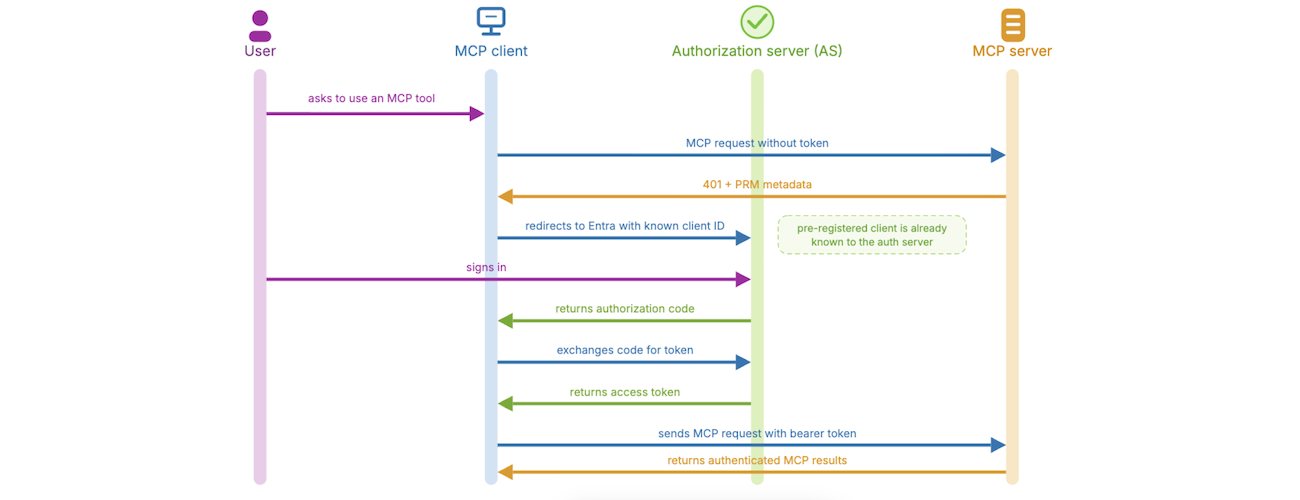 User
MCP client
Authorization server (AS)
MCP server
asks to use an MCP tool
MCP request without token
401 + PRM metadata
redirects to Entra with known client ID
pre-registered client is already
known to the auth server
signs in
returns authorization code
exchanges code for token
returns access token
sends MCP request with bearer token
returns authenticated MCP results